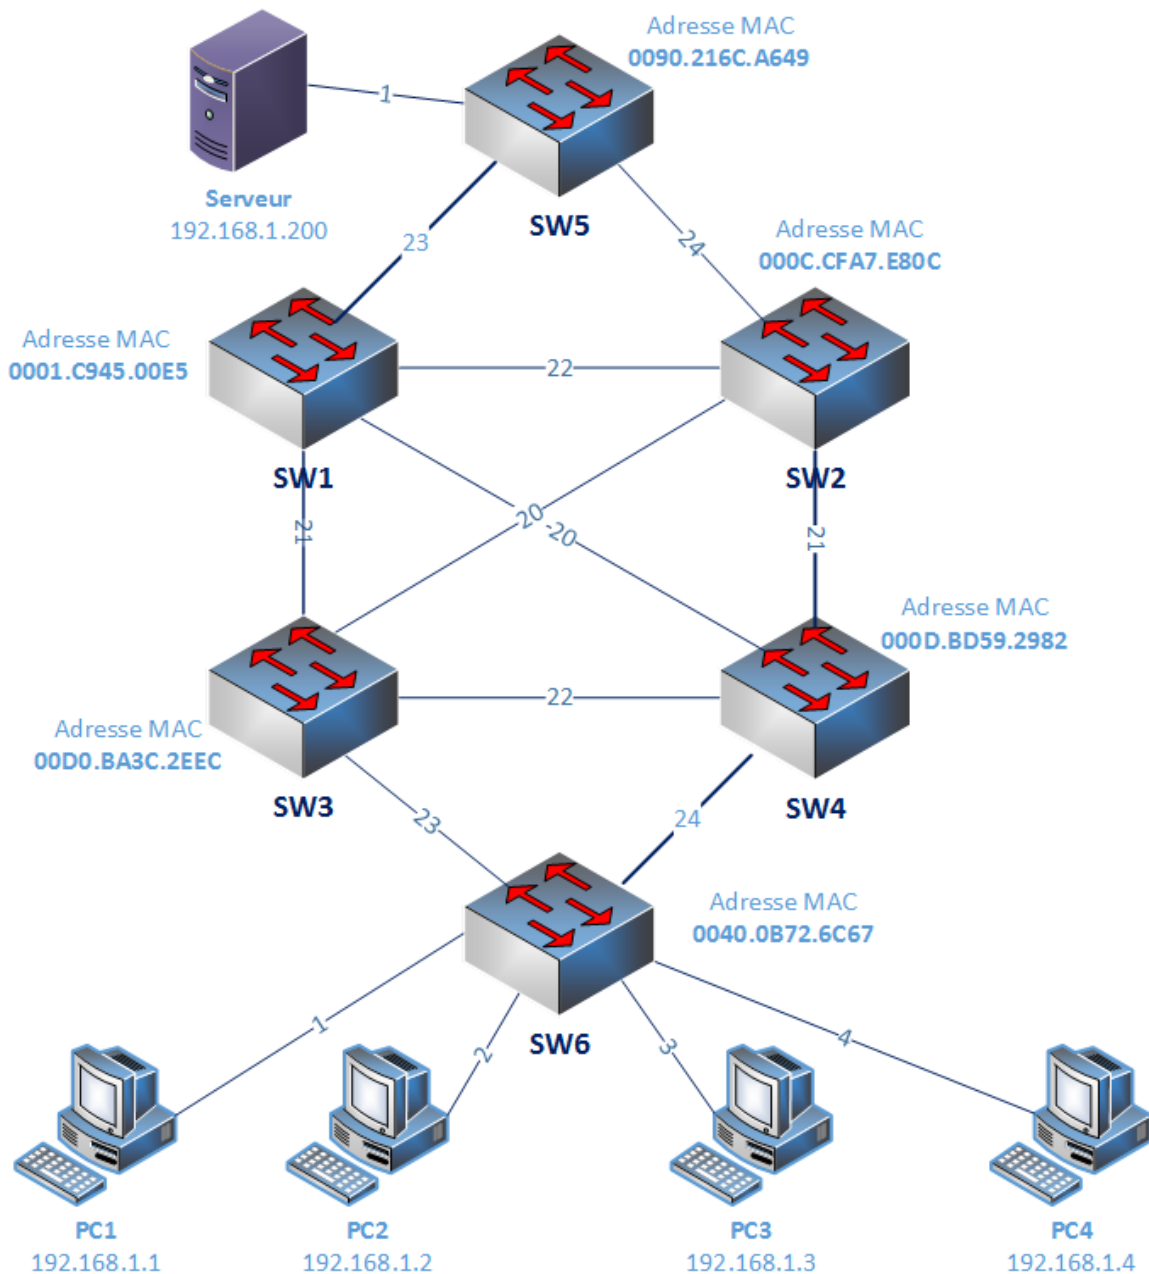 Adresse MAC
0090.216C.A649
1
Serveur
192.168.1.200
SW5
23
24
Adresse MAC
000C.CFA7.E80C
Adresse MAC
0001.C945.00E5
22
SW1
SW2
21
20
-20
21
Adresse MAC
000D.BD59.2982
22
Adresse MAC
00D0.BA3C.2EEC
SW3
SW4
23
24
Adresse MAC
0040.0B72.6C67
SW6
1
2
3
4
PC1
192.168.1.1
PC2
192.168.1.2
PC3
192.168.1.3
PC4
192.168.1.4